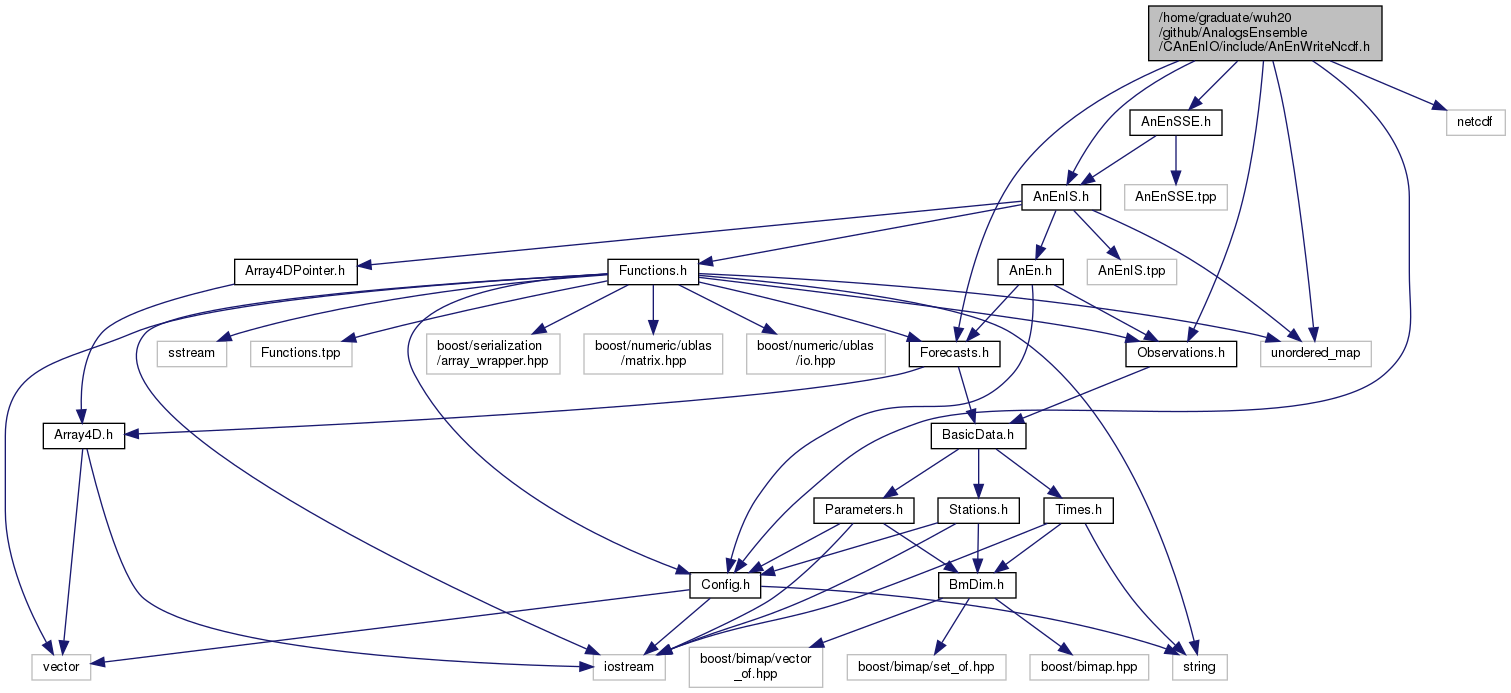 /home/graduate/wuh20
/github/AnalogsEnsemble
/CAnEnIO/include/AnEnWriteNcdf.h
AnEnSSE.h
netcdf
AnEnIS.h
AnEnSSE.tpp
Array4DPointer.h
Functions.h
AnEn.h
AnEnIS.tpp
sstream
Functions.tpp
boost/serialization
/array_wrapper.hpp
boost/numeric/ublas
/matrix.hpp
boost/numeric/ublas
/io.hpp
Forecasts.h
Observations.h
unordered_map
Array4D.h
BasicData.h
Parameters.h
Stations.h
Times.h
Config.h
BmDim.h
vector
iostream
boost/bimap/vector
_of.hpp
boost/bimap/set_of.hpp
boost/bimap.hpp
string